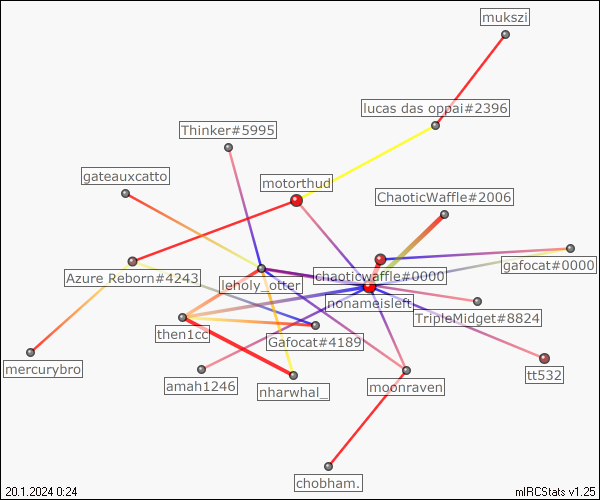 mukszi
lucas das oppai#2396
Thinker#5995
gateauxcatto
motorthud
ChaoticWaffle#2006
Azure Reborn#4243
leholy_otter
chaoticwaffle#0000
gafocat#0000
nonameisleft
then1cc
Gafocat#4189
TripleMidget#8824
mercurybro
amah1246
nharwhal_
moonraven
tt532
chobham.
20.1.2024 0:24
mIRCStats v1.25